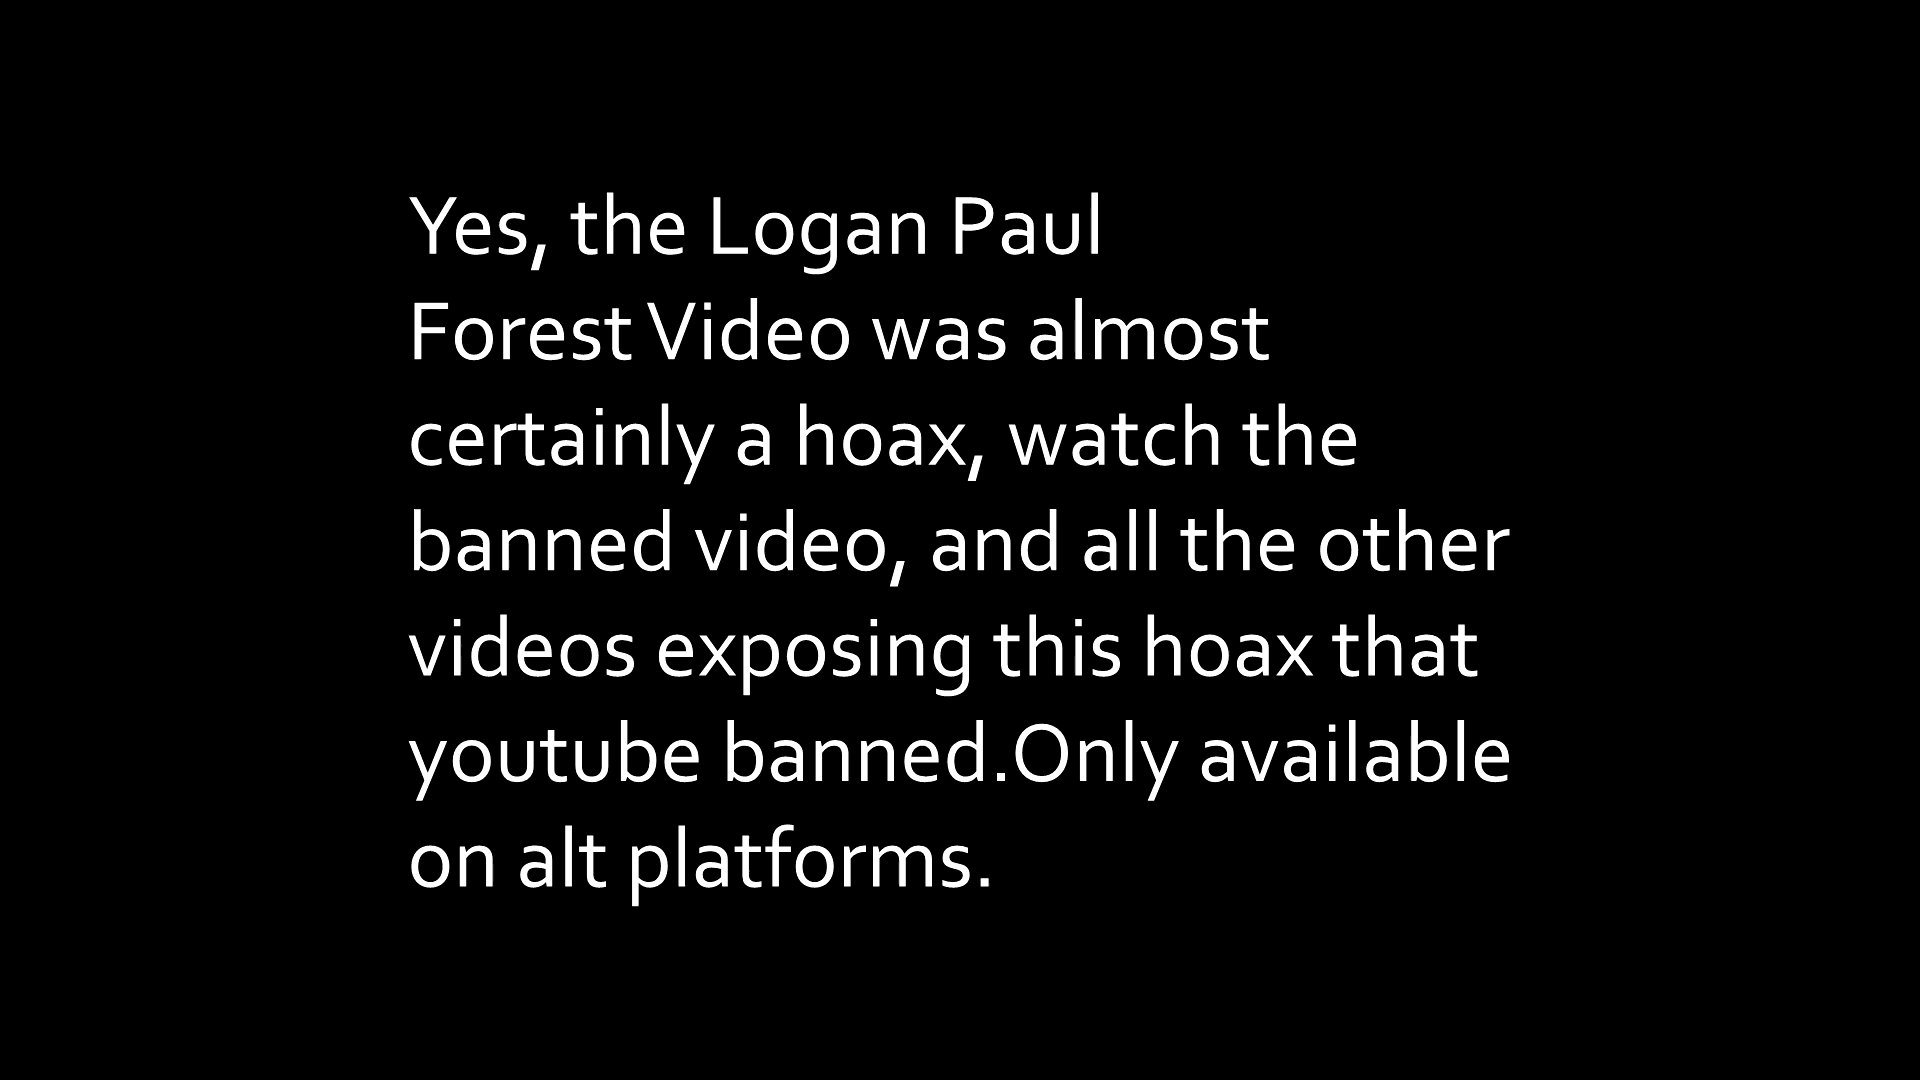 Yes, the Logan Paul
Forest Video was almost
certainly a hoax, watch the
banned video, and all the other
videos exposing this hoax that
youtube banned.Only available
on alt platforms.